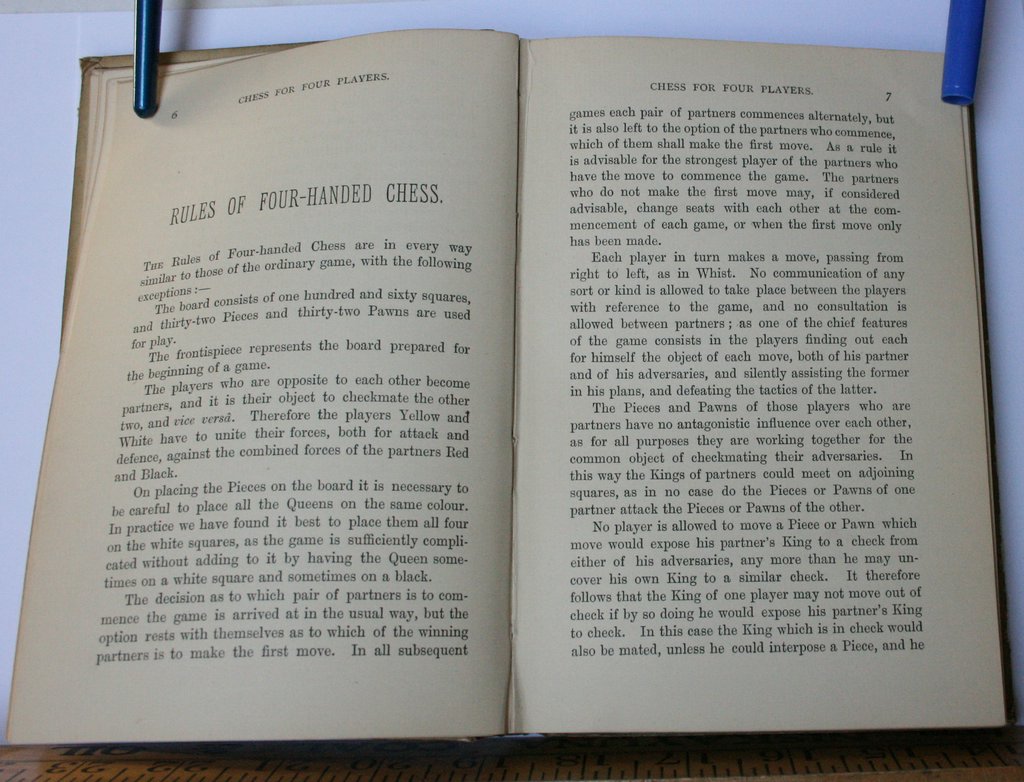 CHESS FOR FOUR PLAYERS.
6
RULES OF FOUR-HANDED CHESS.
THE Rules of Four-handed Chess are in every way
similar to those of the ordinary game, with the following
exceptions :—
The board consists of one hundred and sixty squares,
and thirty-two Pieces and thirty-two Pawns are used
for play.
The frontispiece represents the board prepared for
the beginning of a game.
The players who are opposite to each other become
partners, and it is their object to checkmate the other
two, and vice versâ. Therefore the players Yellow and
White have to unite their forces, both for attack and
defence, against the combined forces of the partners Red
and Black.
On placing the Pieces on the board it is necessary to
be careful to place all the Queens on the same colour.
In practice we have found it best to place them all four
on the white squares, as the game is sufficiently compli-
cated without adding to it by having the Queen some-
times on a white square and sometimes on a black.
The decision as to which pair of partners is to com-
mence the game is arrived at in the usual way, but the
option rests with themselves as to which of the winning
partners is to make the first move. In all subsequent
CHESS FOR FOUR PLAYERS.
7
games each pair of partners commences alternately, but
it is also left to the option of the partners who commence,
which of them shall make the first move. As a rule it
is advisable for the strongest player of the partners who
have the move to commence the game. The partners
who do not make the first move may, if considered
advisable, change seats with each other at the com-
mencement of each game, or when the first move only
has been made.
Each player in turn makes a move, passing from
right to left, as in Whist. No communication of any
sort or kind is allowed to take place between the players
with reference to the game, and no consultation is
allowed between partners ; as one of the chief features
of the game consists in the players finding out each
for himself the object of each move, both of his partner
and of his adversaries, and silently assisting the former
in his plans, and defeating the tactics of the latter.
The Pieces and Pawns of those players who are
partners have no antagonistic influence over each other,
as for all purposes they are working together for the
common object of checkmating their adversaries. In
this way the Kings of partners could meet on adjoining
squares, as in no case do the Pieces or Pawns of one
partner attack the Pieces or Pawns of the other.
No player is allowed to move a Piece or Pawn which
move would expose his partner's King to a check from
either of his adversaries, any more than he may un-
cover his own King to a similar check. It therefore
follows that the King of one player may not move out of
check if by so doing he would expose his partner's King
to check. In this case the King which is in check would
also be mated, unless he could interpose a Piece, and he